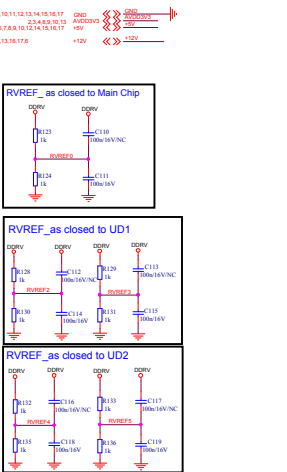 ,10,11,12,13,14,15,16,17 GND GND
2,3,4,8,9,10,13 AVDD3V3 AVDD3V3
6,7,8,9,10,12,14,15,16,17 +5V +5V
,13,16,17,6 +12V +12V
RVREF_ as closed to Main Chip
DDRV DDRV
R123 C110
1k 100n/16V/NC
RVREF0
R124 C111
1k 100n/16V
RVREF_as closed to UD1
DDRV DDRV DDRV DDRV
R128 C112 R129 C113
1k 100n/16V/NC 1k 100n/16V/NC
RVREF2 RVREF3
R130 C114 R131 C115
1k 100n/16V 1k 100n/16V
RVREF_as closed to UD2
DDRV DDRV DDRV DDRV
R132 C116 R133 C117
1k 100n/16V/NC 1k 100n/16V/NC
RVREF4 RVREF5
R135 C118 R136 C119
1k 100n/16V 1k 100n/16V